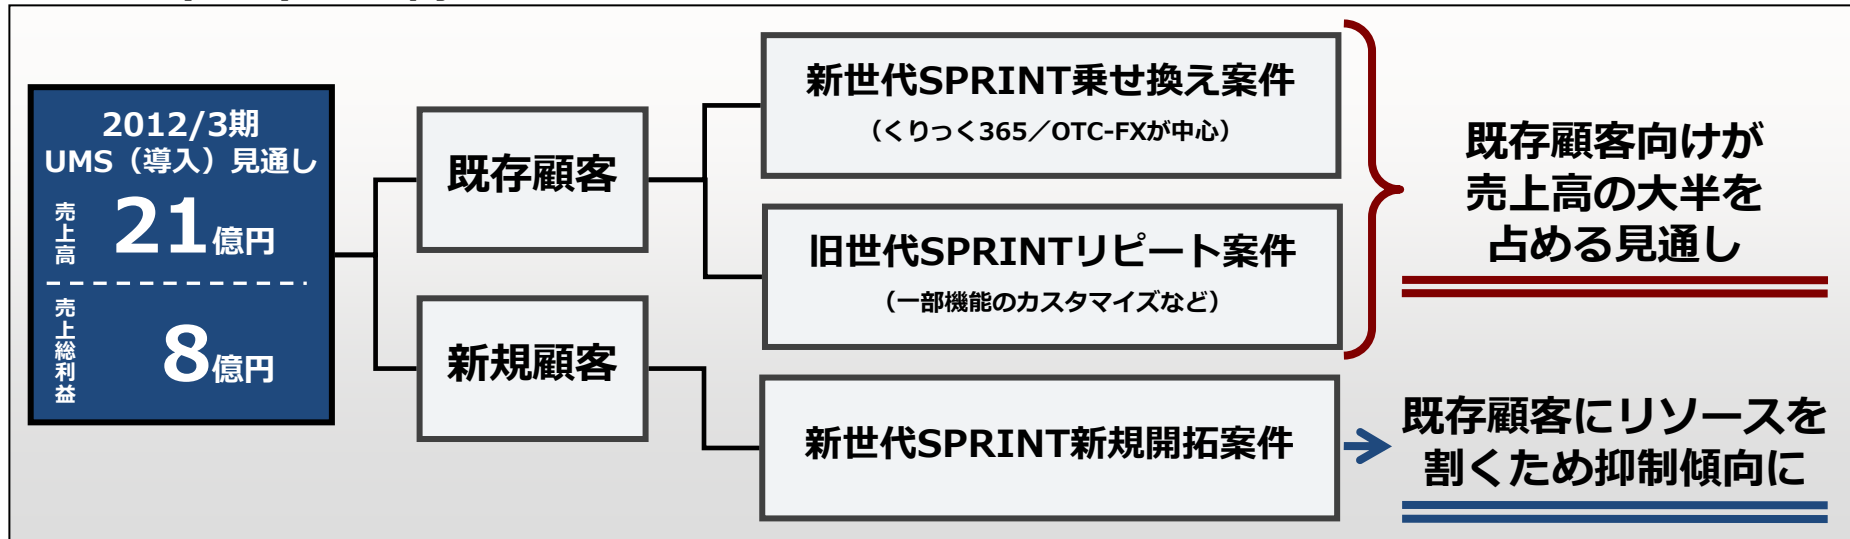 2012/3期
UMS（導入）見通し
売上高
21億円
売上総利益
8億円
既存顧客
新規顧客
新世代SPRINT乗せ換え案件
（くりっく365／OTC-FXが中心）
旧世代SPRINTリピート案件
（一部機能のカスタマイズなど）
新世代SPRINT新規開拓案件
既存顧客向けが
売上高の大半を
占める見通し
既存顧客にリソースを
割くため抑制傾向に